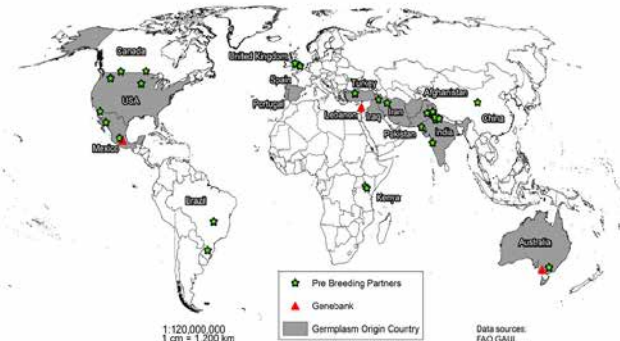 Canada
United Kingdom
Spain
Turkey
Afghanistan
USA
Portugal
Iran
China
Lebanon
Iraq
Pakistan
India
Mexico
Kenya
Brazil
Australia
Pre Breeding Partners
Genebank
Germplasm Origin Country
1:120,000,000
1 cm = 1,200 km
Data sources:
FAO GAUL